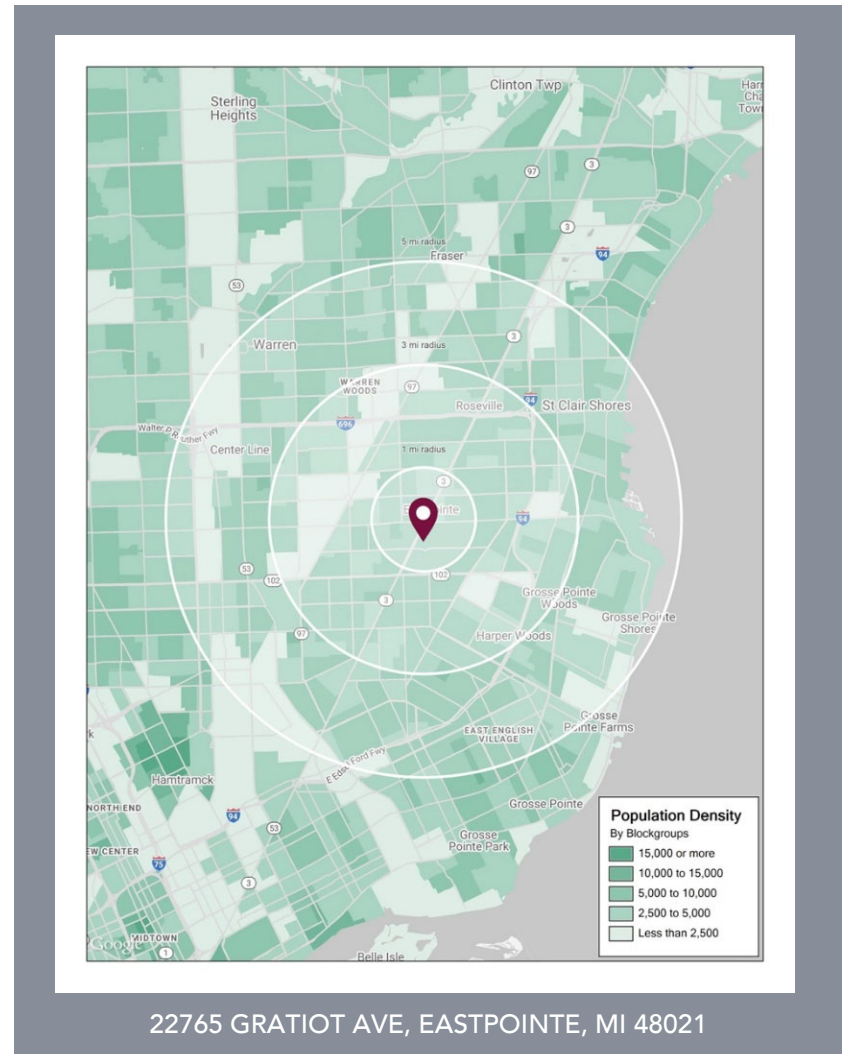 Clinton Twp
Sterling
Heights
97
3
3
5 mi radius
Fraser
94
53
3
Warren
3 mi radius
WARREN
WOODS
97
Roseville
94
St Clair Shores
696
Walter P Reuther Fwy
Center Line
1 mi radius
3
94
53
102
102
3
Grosse Pointe
Woods
Grosse Pointe
Shores
97
Harper Woods
Grosse
Pointe Farms
EAST ENGLISH
VILLAGE
E Edsel Ford Fwy
Hamtramck
NORTH END
94
53
Grosse Pointe
Grosse
Pointe Park
EW CENTER
75
3
Google
MIDTOWN
1
Belle Isle
Population Density
By Blockgroups
15,000 or more
10,000 to 15,000
5,000 to 10,000
2,500 to 5,000
Less than 2,500
22765 GRATIOT AVE, EASTPOINTE, MI 48021